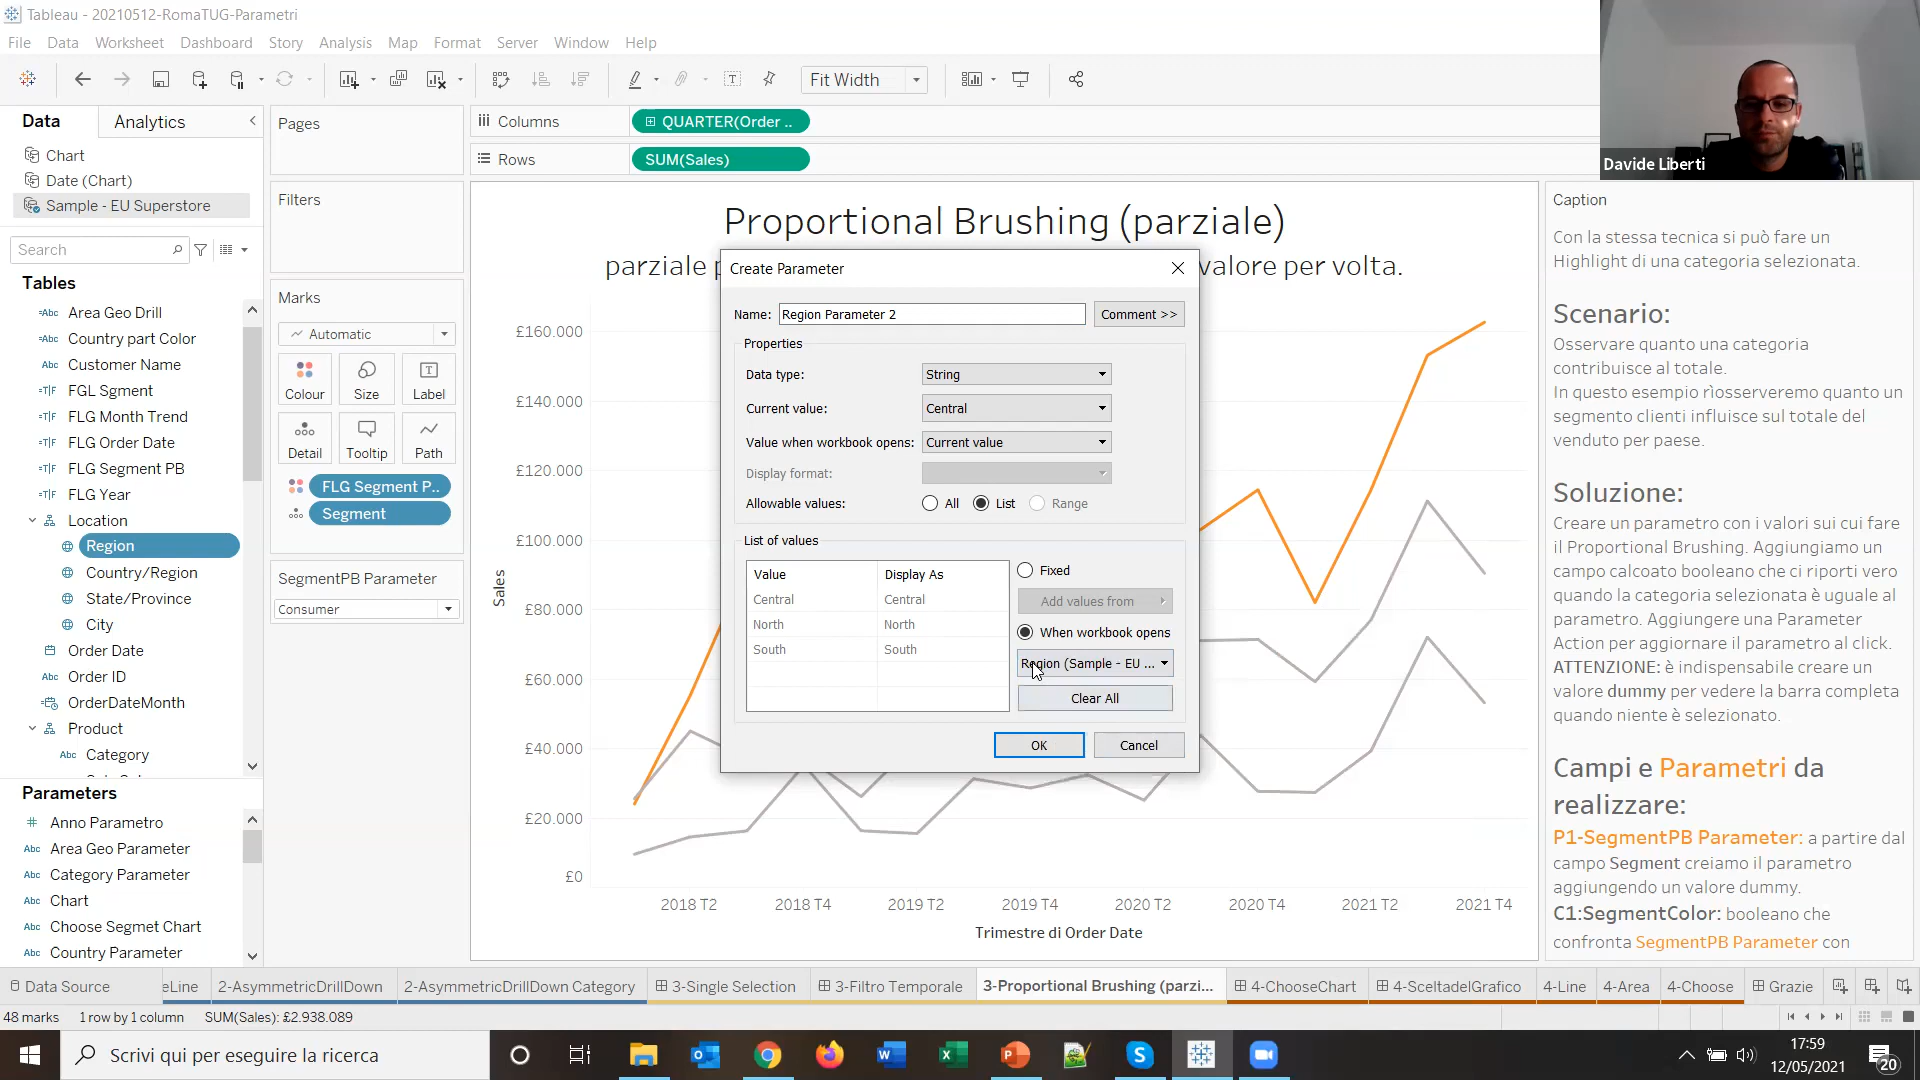 Tableau - 20210512-RomaTUG-Parametri
File Data Worksheet Dashboard Story Analysis Map Format Server Window Help
Fit Width
Davide Liberti
Data Analytics
Chart
Date (Chart)
Sample - EU Superstore
Search
Tables
Area Geo Drill
Country part Color
Customer Name
FGL Sgment
FLG Month Trend
FLG Order Date
FLG Segment PB
FLG Year
Location
Region
Country/Region
State/Province
City
Order Date
Order ID
OrderDateMonth
Product
Category
Parameters
Anno Parametro
Area Geo Parameter
Category Parameter
Chart
Choose Segmet Chart
Country Parameter
Pages
Filters
Marks
Automatic
Colour Size Label
Detail Tooltip Path
FLG Segment P..
Segment
SegmentPB Parameter
Consumer
Columns QUARTER(Order ..
Rows SUM(Sales)
Proportional Brushing (parziale)
parziale valore per volta.
£160.000
£140.000
£120.000
£100.000
£80.000
£60.000
£40.000
£20.000
£0
Sales
2018 T2 2018 T4 2019 T2 2019 T4 2020 T2 2020 T4 2021 T2 2021 T4
Trimestre di Order Date
Create Parameter
Name: Region Parameter 2 Comment >>
Properties
Data type: String
Current value: Central
Value when workbook opens: Current value
Display format:
Allowable values: All List Range
List of values
Value Display As
Central Central
North North
South South
Fixed
Add values from
When workbook opens
Region (Sample - EU ...
Clear All
OK Cancel
Caption
Con la stessa tecnica si può fare un
Highlight di una categoria selezionata.
Scenario:
Osservare quanto una categoria
contribuisce al totale.
In questo esempio rìosserveremo quanto un
segmento clienti influisce sul totale del
venduto per paese.
Soluzione:
Creare un parametro con i valori sui cui fare
il Proportional Brushing. Aggiungiamo un
campo calcoato booleano che ci riporti vero
quando la categoria selezionata è uguale al
parametro. Aggiungere una Parameter
Action per aggiornare il parametro al click.
ATTENZIONE: è indispensabile creare un
valore dummy per vedere la barra completa
quando niente è selezionato.
Campi e Parametri da
realizzare:
P1-SegmentPB Parameter: a partire dal
campo Segment creiamo il parametro
aggiungendo un valore dummy.
C1:SegmentColor: booleano che
confronta SegmentPB Parameter con
Data Source eLine 2-AsymmetricDrillDown 2-AsymmetricDrillDown Category 3-Single Selection 3-Filtro Temporale 3-Proportional Brushing (parzi... 4-ChooseChart 4-SceltadelGrafico 4-Line 4-Area 4-Choose Grazie
48 marks 1 row by 1 column SUM(Sales): £2.938.089
Scrivi qui per eseguire la ricerca
17:59
12/05/2021
20